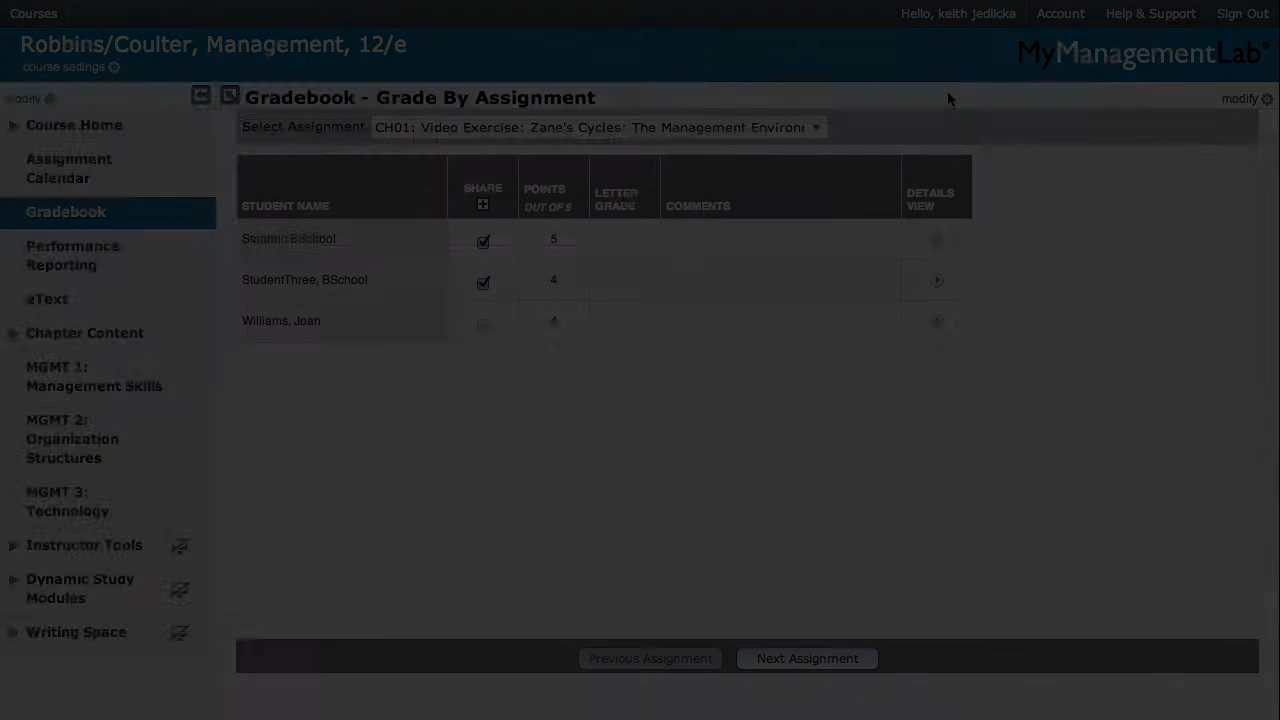 Courses
Hello, keith jedlicka Account Help & Support Sign Out
Robbins/Coulter, Management, 12/e
course settings
MyManagementLab®
modify
Gradebook - Grade By Assignment
modify
Select Assignment CH01: Video Exercise: Zane's Cycles: The Management Environ
Course Home
Assignment
Calendar
Gradebook
Performance
Reporting
eText
Chapter Content
MGMT 1:
Management Skills
MGMT 2:
Organization
Structures
MGMT 3:
Technology
Instructor Tools
Dynamic Study
Modules
Writing Space
STUDENT NAME
SHARE
POINTS
OUT OF 5
LETTER
GRADE
COMMENTS
DETAILS
VIEW
BSchool 5
StudentThree, BSchool 4
Williams, Joan 4
Previous Assignment Next Assignment